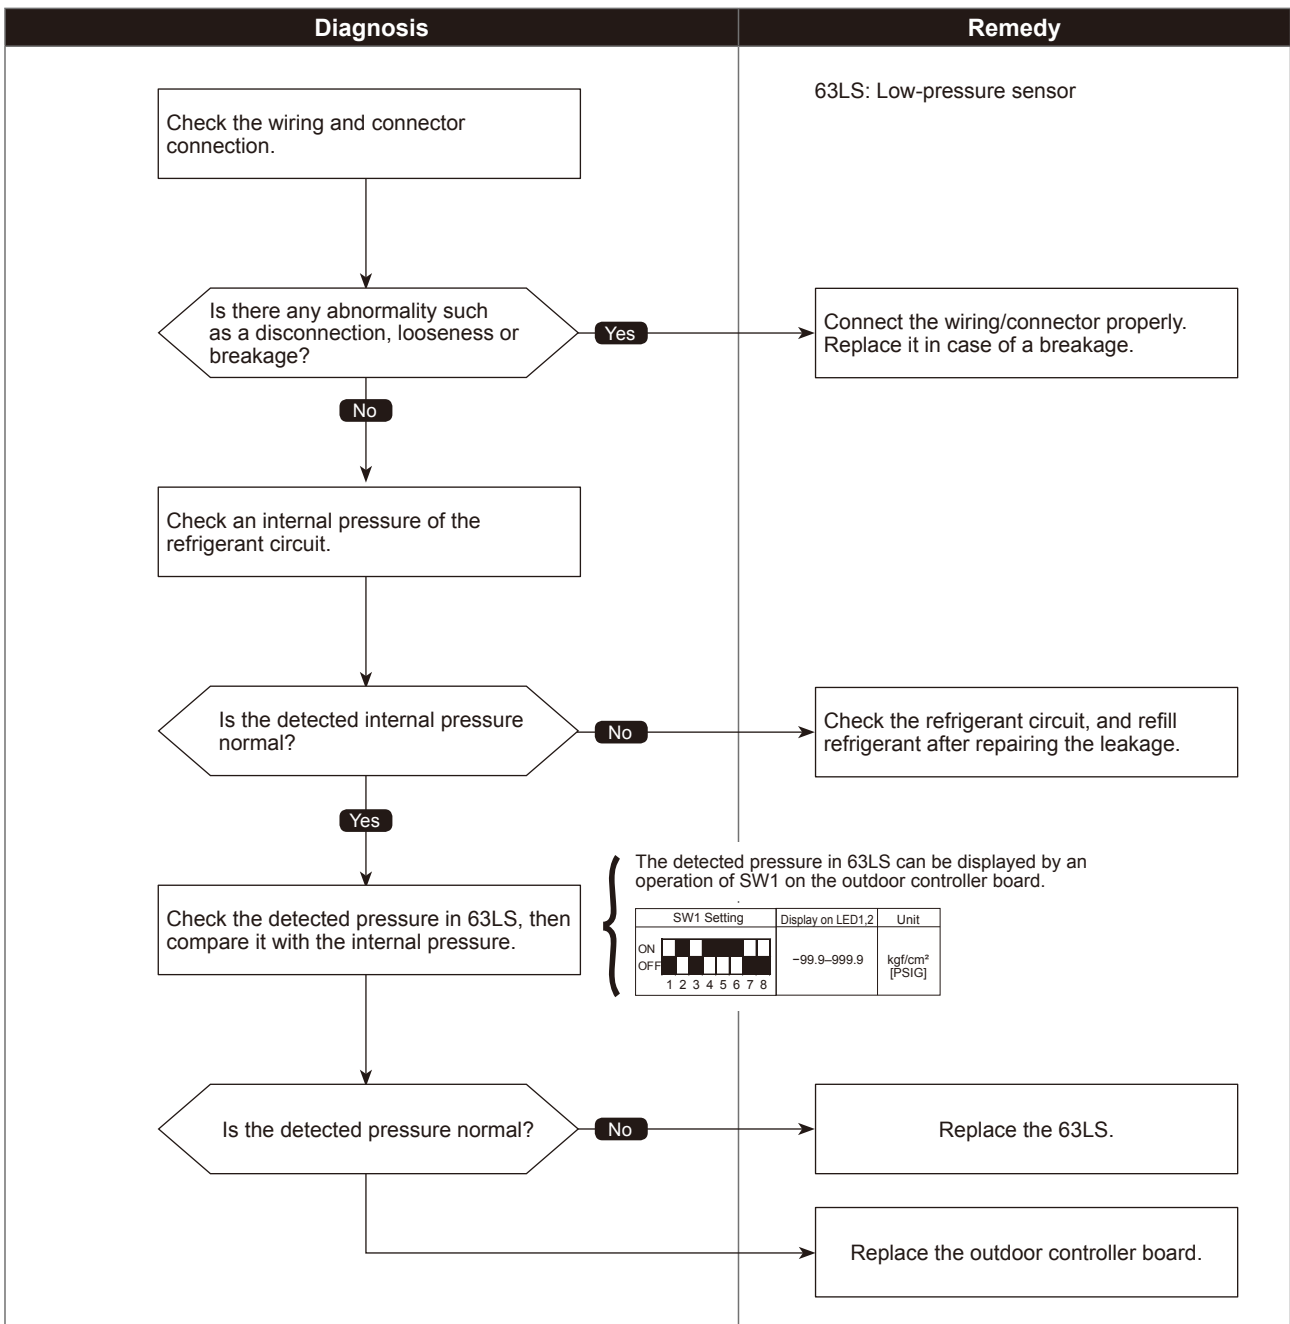 Diagnosis
Remedy
63LS: Low-pressure sensor
Check the wiring and connector
connection.
Is there any abnormality such
as a disconnection, looseness or
breakage?
Yes
Connect the wiring/connector properly.
Replace it in case of a breakage.
No
Check an internal pressure of the
refrigerant circuit.
Is the detected internal pressure
normal?
No
Check the refrigerant circuit, and refill
refrigerant after repairing the leakage.
Yes
Check the detected pressure in 63LS, then
compare it with the internal pressure.
The detected pressure in 63LS can be displayed by an
operation of SW1 on the outdoor controller board.
SW1 Setting
Display on LED1,2
Unit
ON
OFF
1 2 3 4 5 6 7 8
−99.9–999.9
kgf/cm²
[PSIG]
Is the detected pressure normal?
No
Replace the 63LS.
Replace the outdoor controller board.